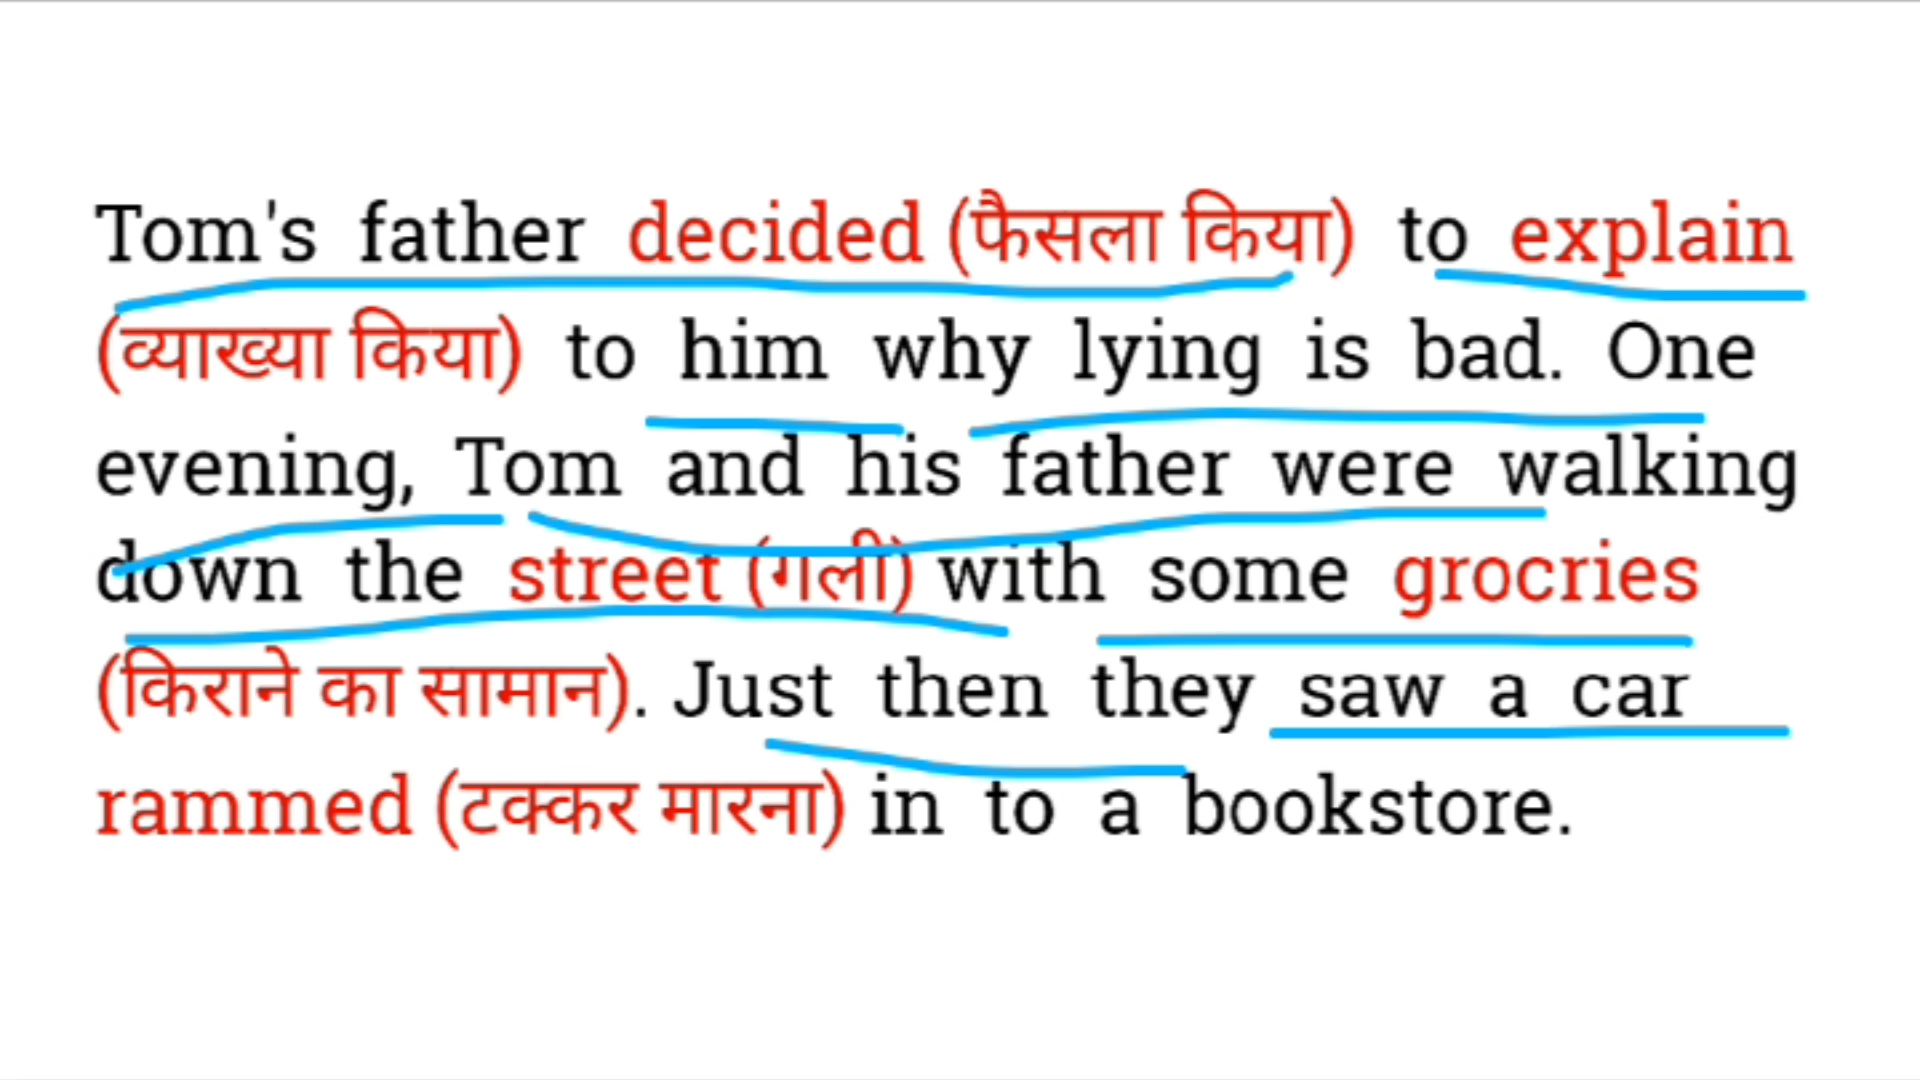 Tom's father decided (फैसला किया) to explain
(व्याख्या किया) to him why lying is bad. One
evening, Tom and his father were walking
down the street (गली) with some grocries
(किराने का सामान). Just then they saw a car
rammed (टक्कर मारना) in to a bookstore.